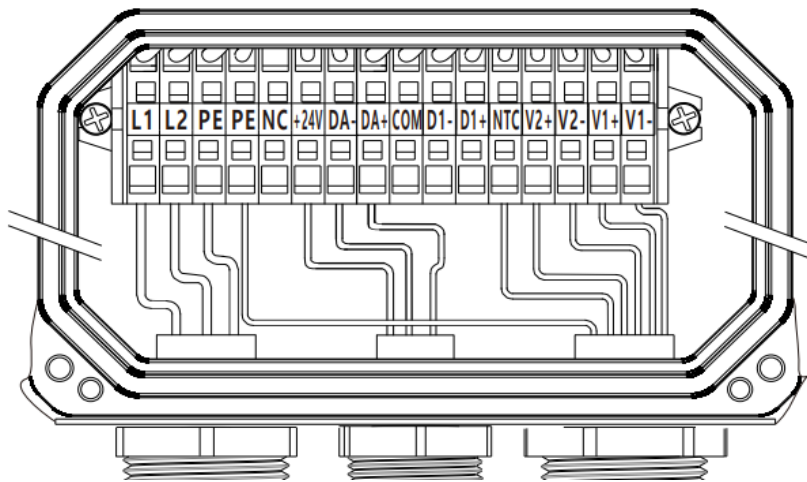 L1 L2 PE PE NC +24V DA- DA+ COM D1- D1+ NTC V2+ V2- V1+ V1-